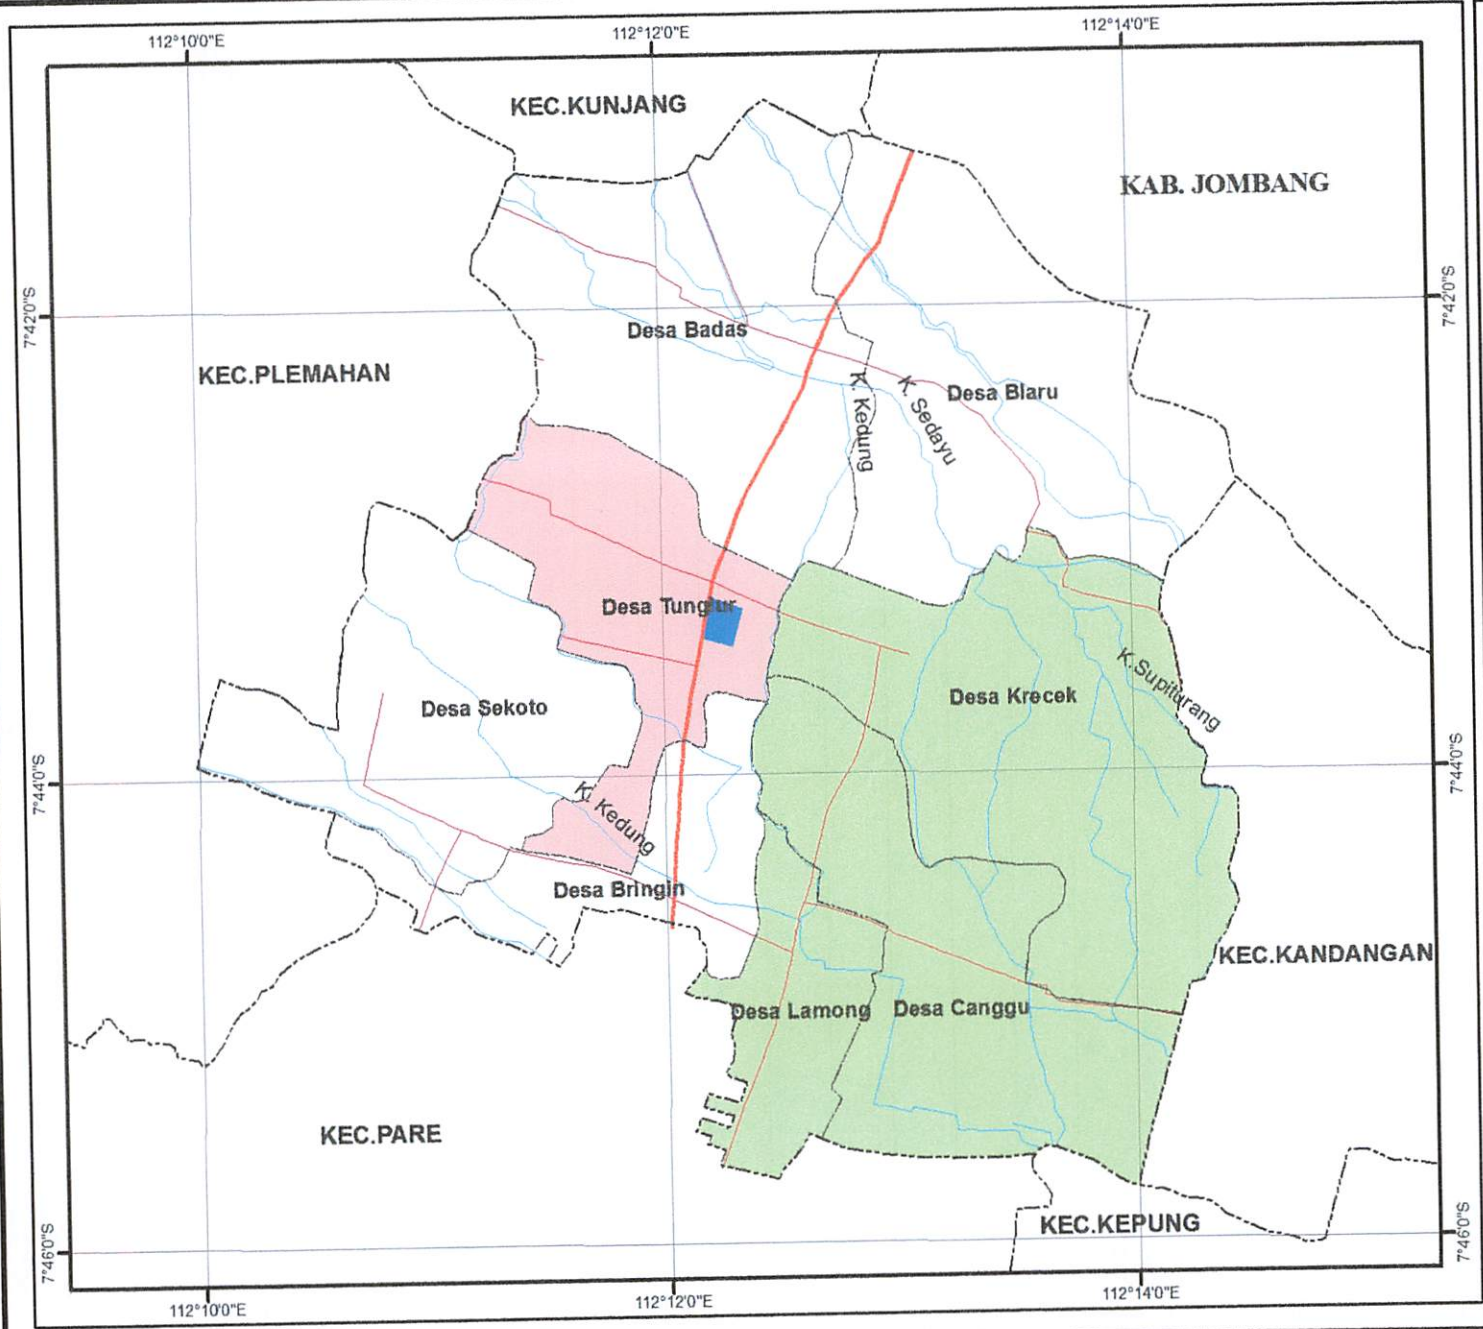 112°10'0"E
112°12'0"E
112°14'0"E
KEC.KUNJANG
KAB. JOMBANG
7°42'0"S
7°42'0"S
Desa Badas
KEC.PLEMAHAN
K. Kedung
K. Sedayu
Desa Blaru
Desa Tunglur
K.Supiturang
Desa Krecek
Desa Sekoto
7°44'0"S
7°44'0"S
K. Kedung
Desa Bringin
KEC.KANDANGAN
Desa Lamong
Desa Canggu
KEC.PARE
KEC.KEPUNG
7°46'0"S
7°46'0"S
112°10'0"E
112°12'0"E
112°14'0"E